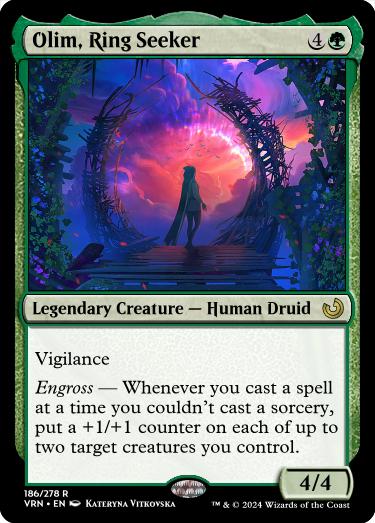 Olim, Ring Seeker 4
Legendary Creature — Human Druid
Vigilance
Engross — Whenever you cast a spell
at a time you couldn't cast a sorcery,
put a +1/+1 counter on each of up to
two target creatures you control.
4/4
186/278 R
VRN • EN Kateryna Vitkovska ™ & © 2024 Wizards of the Coast